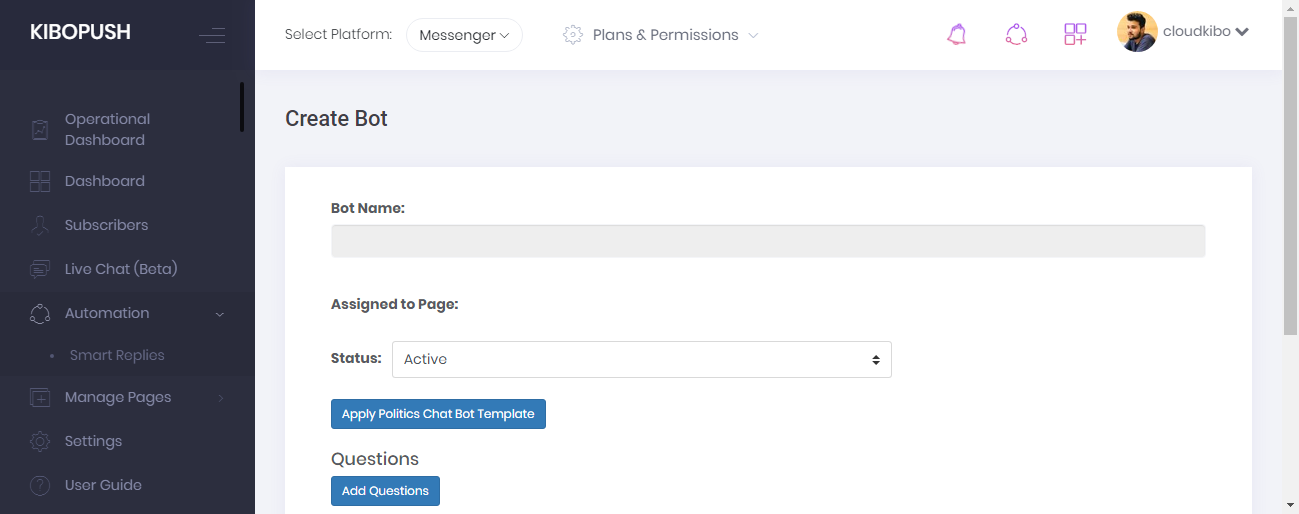 KIBOPUSH
Select Platform: Messenger Plans & Permissions cloudkibo
Operational
Dashboard
Dashboard
Subscribers
Live Chat (Beta)
Automation
Smart Replies
Manage Pages
Settings
User Guide
Create Bot
Bot Name:
Assigned to Page:
Status: Active
Apply Politics Chat Bot Template
Questions
Add Questions